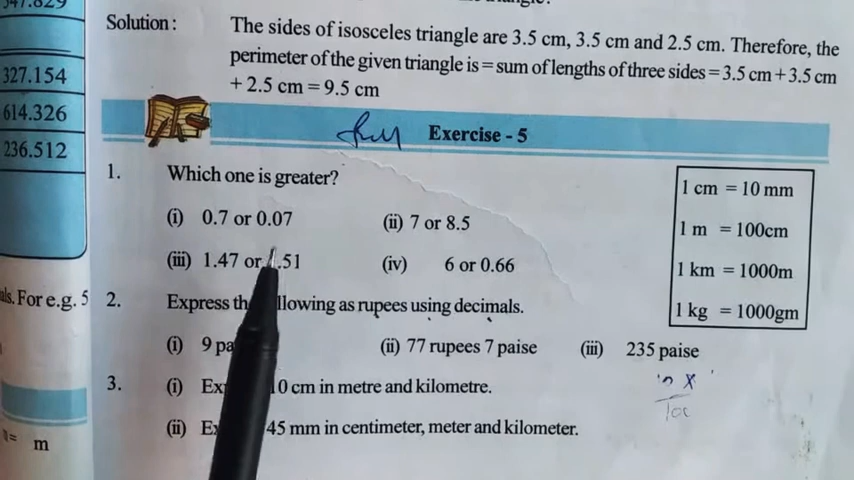 347.829
327.154
614.326
236.512
als. For e.g. 5
m
Solution : The sides of isosceles triangle are 3.5 cm, 3.5 cm and 2.5 cm. Therefore, the
perimeter of the given triangle is = sum of lengths of three sides = 3.5 cm + 3.5 cm
+ 2.5 cm = 9.5 cm
Exercise - 5
1. Which one is greater?
(i) 0.7 or 0.07 (ii) 7 or 8.5
(iii) 1.47 or .51 (iv) 6 or 0.66
1 cm = 10 mm
1 m = 100cm
1 km = 1000m
1 kg = 1000gm
2. Express the llowing as rupees using decimals.
(i) 9 pa (ii) 77 rupees 7 paise (iii) 235 paise
3. (i) Ex 0 cm in metre and kilometre.
(ii) E 45 mm in centimeter, meter and kilometer.